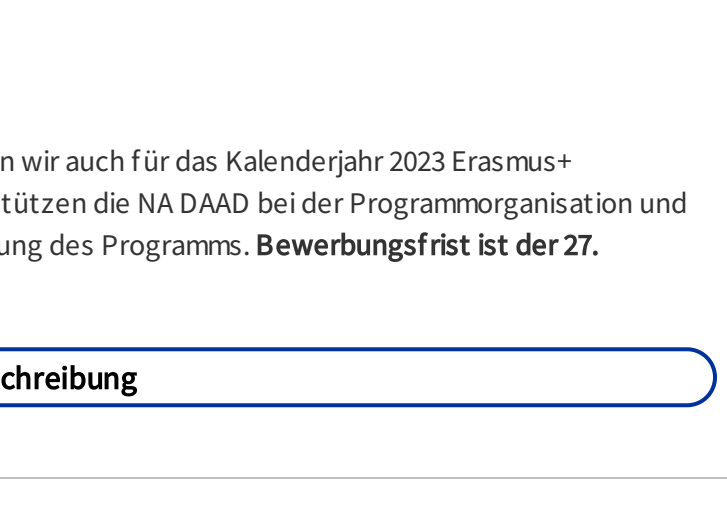 n wir auch für das Kalenderjahr 2023 Erasmus+
tützen die NA DAAD bei der Programmorganisation und
ung des Programms. Bewerbungsfrist ist der 27.
chreibung